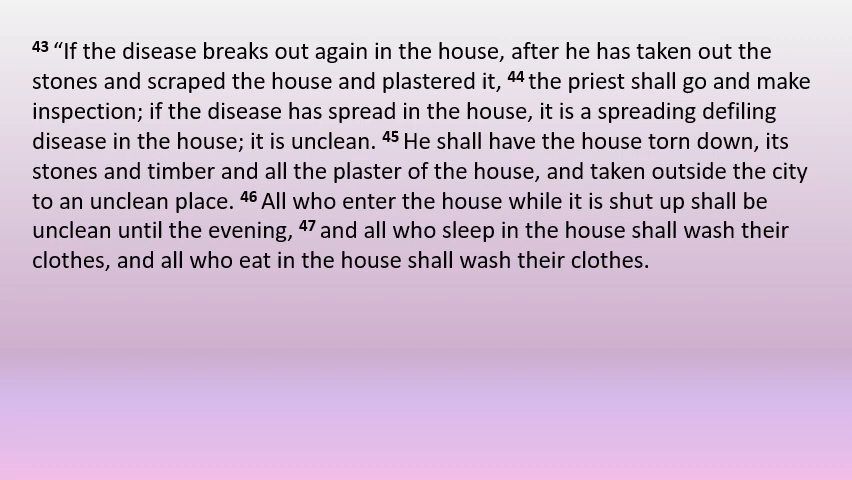 43 “If the disease breaks out again in the house, after he has taken out the
stones and scraped the house and plastered it, 44 the priest shall go and make
inspection; if the disease has spread in the house, it is a spreading defiling
disease in the house; it is unclean. 45 He shall have the house torn down, its
stones and timber and all the plaster of the house, and taken outside the city
to an unclean place. 46 All who enter the house while it is shut up shall be
unclean until the evening, 47 and all who sleep in the house shall wash their
clothes, and all who eat in the house shall wash their clothes.